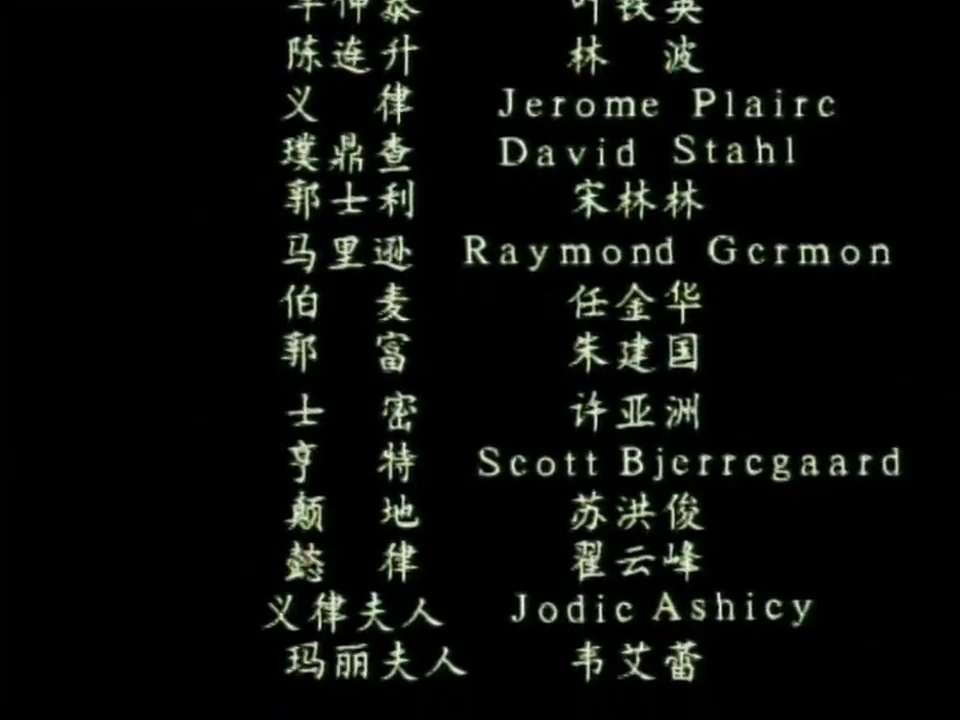 陈连升 林波
义律 Jerome Plairc
璞鼎查 David Stahl
郭士利 宋林林
马里逊 Raymond Gcrmon
伯麦 任金华
郭富 朱建国
士密 许亚洲
亨特 Scott Bjerrcgaard
颠地 苏洪俊
懿律 翟云峰
义律夫人 Jodic Ashicy
玛丽夫人 韦艾蕾